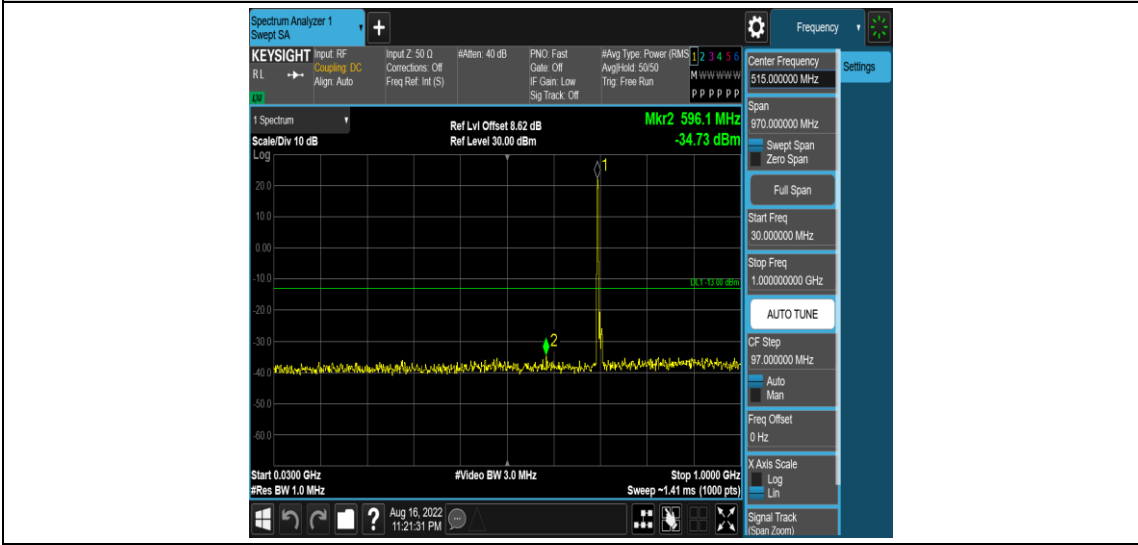 Spectrum Analyzer 1
Swept SA
+
Frequency
KEYSIGHT
RL
LXI
Input: RF
Coupling: DC
Align: Auto
Input Z: 50 Ω
Corrections: Off
Freq Ref: Int (S)
#Atten: 40 dB
PNO: Fast
Gate: Off
IF Gain: Low
Sig Track: Off
#Avg Type: Power (RMS
Avg|Hold: 50/50
Trig: Free Run
1 2 3 4 5 6
M W W W W W
P P P P P P
1 Spectrum
Scale/Div 10 dB
Log
Ref Lvl Offset 8.62 dB
Ref Level 30.00 dBm
Mkr2 596.1 MHz
-34.73 dBm
1
20.0
10.0
0.00
-10.0
DL1 -13.00 dBm
-20.0
-30.0
2
-40.0
-50.0
-60.0
Start 0.0300 GHz
#Res BW 1.0 MHz
#Video BW 3.0 MHz
Stop 1.0000 GHz
Sweep ~1.41 ms (1000 pts)
?
Aug 16, 2022
11:21:31 PM
Center Frequency
515.000000 MHz
Settings
Span
970.000000 MHz
Swept Span
Zero Span
Full Span
Start Freq
30.000000 MHz
Stop Freq
1.000000000 GHz
AUTO TUNE
CF Step
97.000000 MHz
Auto
Man
Freq Offset
0 Hz
X Axis Scale
Log
Lin
Signal Track
(Span Zoom)